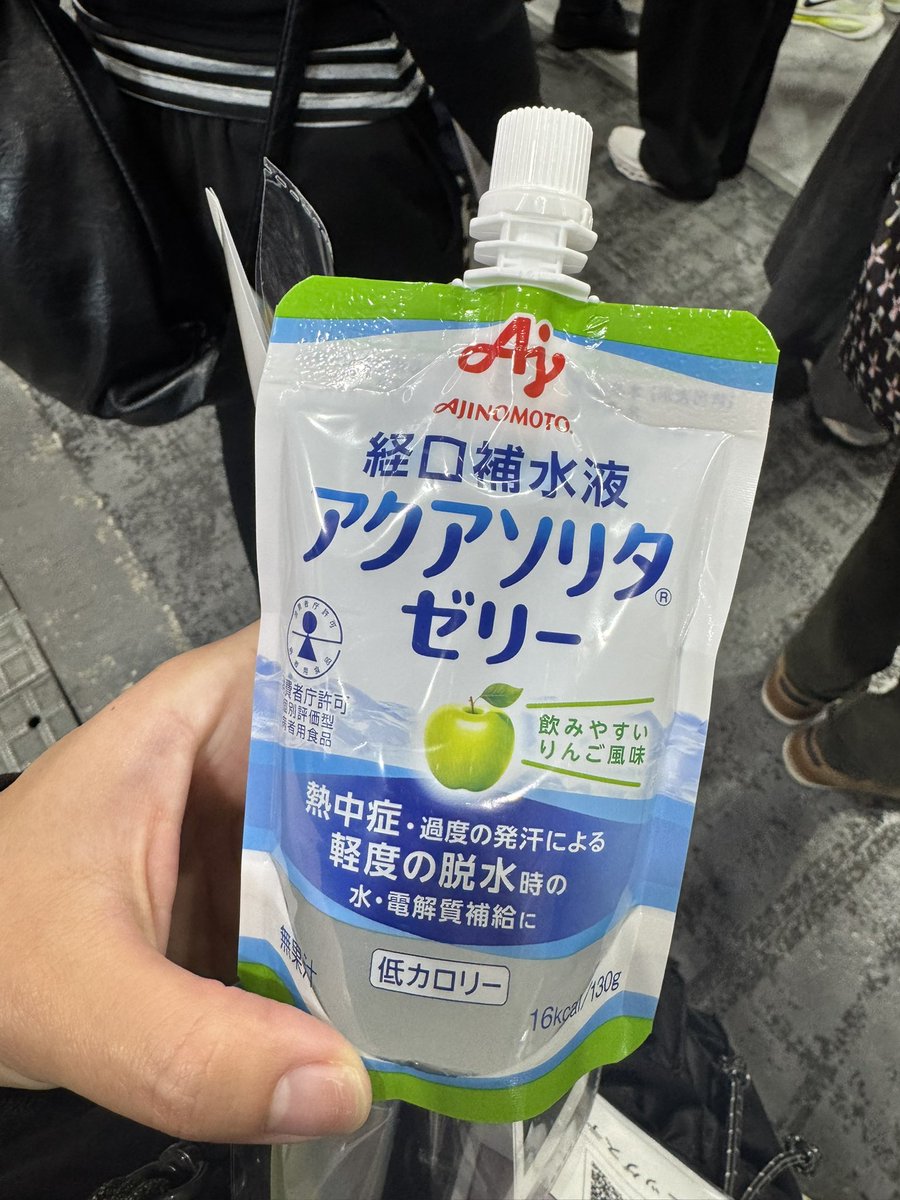 Aj
AJINOMOTO®
経口補水液
アクアソリタ®
ゼリー
消費者庁許可
個別評価型
病者用食品
飲みやすい
りんご風味
熱中症・過度の発汗による
軽度の脱水時の
水・電解質補給に
無果汁
低カロリー
16kcal/130g